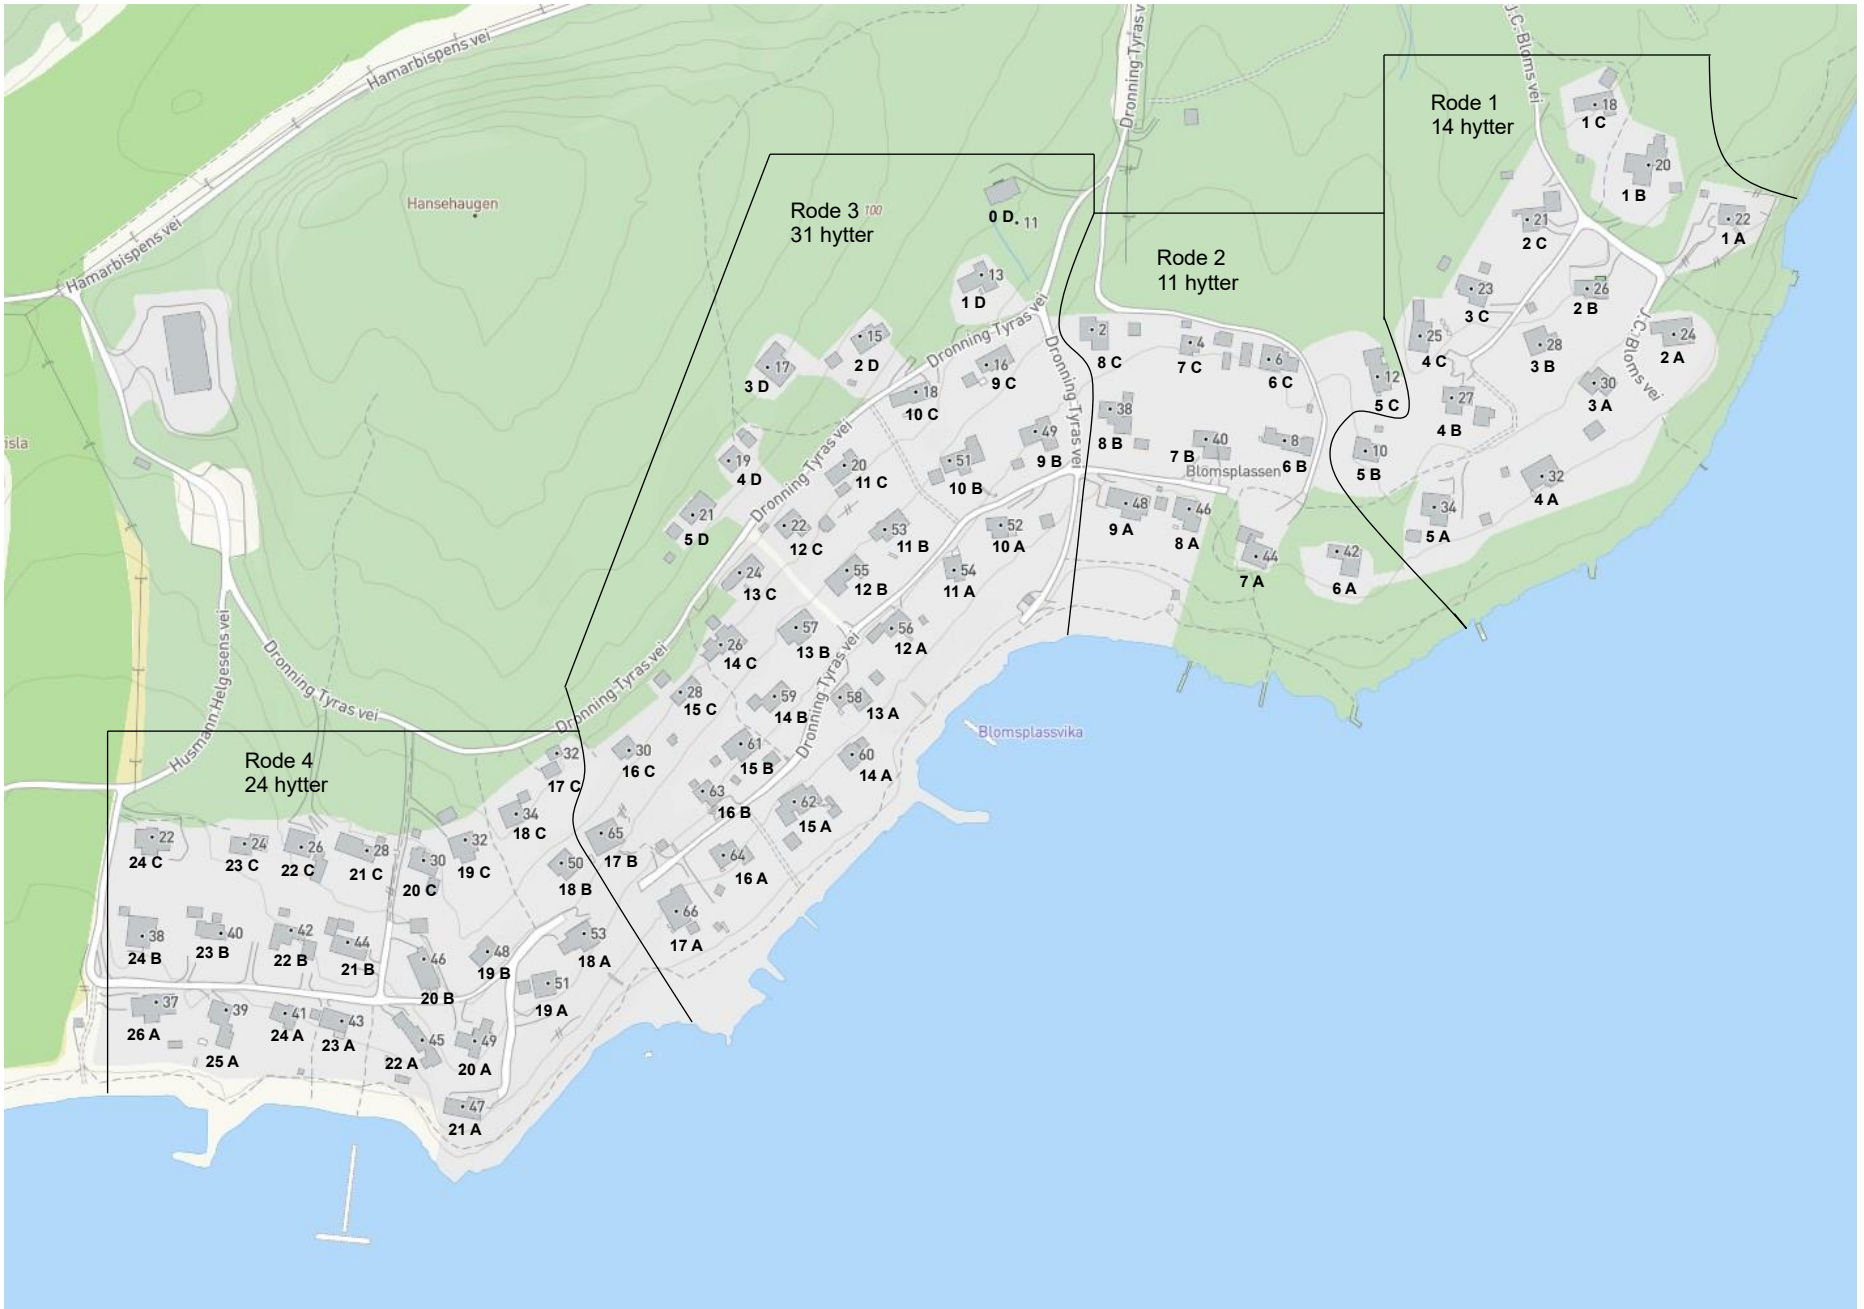 Hamarbispens vei
Dronning Tyras v
J.C. Bloms vei
Rode 1
14 hytter
18
1 C
20
1 B
22
1 A
21
2 C
23
3 C
26
2 B
25
4 C
28
3 B
24
2 A
J.C. Bloms vei
30
3 A
27
4 B
32
4 A
34
5 A
Hansehaugen
Hamarbispens vei
Rode 3
31 hytter
100
0 D
11
13
1 D
15
2 D
17
3 D
Dronning Tyras vei
Dronning Tyras vei
16
9 C
18
10 C
19
4 D
20
11 C
51
10 B
49
9 B
21
5 D
Dronning Tyras vei
22
12 C
53
11 B
52
10 A
24
13 C
55
12 B
54
11 A
57
13 B
56
12 A
26
14 C
28
15 C
59
14 B
58
13 A
Dronning Tyras vei
Dronning Tyras vei
30
16 C
61
15 B
60
14 A
63
16 B
62
15 A
65
17 B
64
16 A
66
17 A
Rode 2
11 hytter
2
8 C
4
7 C
6
6 C
12
5 C
38
8 B
40
7 B
8
6 B
10
5 B
Blomsplassen
48
9 A
46
8 A
44
7 A
42
6 A
Blomsplassvika
isla
Husmann Helgesens vei
Dronning Tyras vei
Rode 4
24 hytter
32
17 C
34
18 C
22
24 C
24
23 C
26
22 C
28
21 C
30
20 C
32
19 C
50
18 B
38
24 B
40
23 B
42
22 B
44
21 B
46
20 B
48
19 B
53
18 A
51
19 A
37
26 A
39
25 A
41
24 A
43
23 A
45
22 A
49
20 A
47
21 A